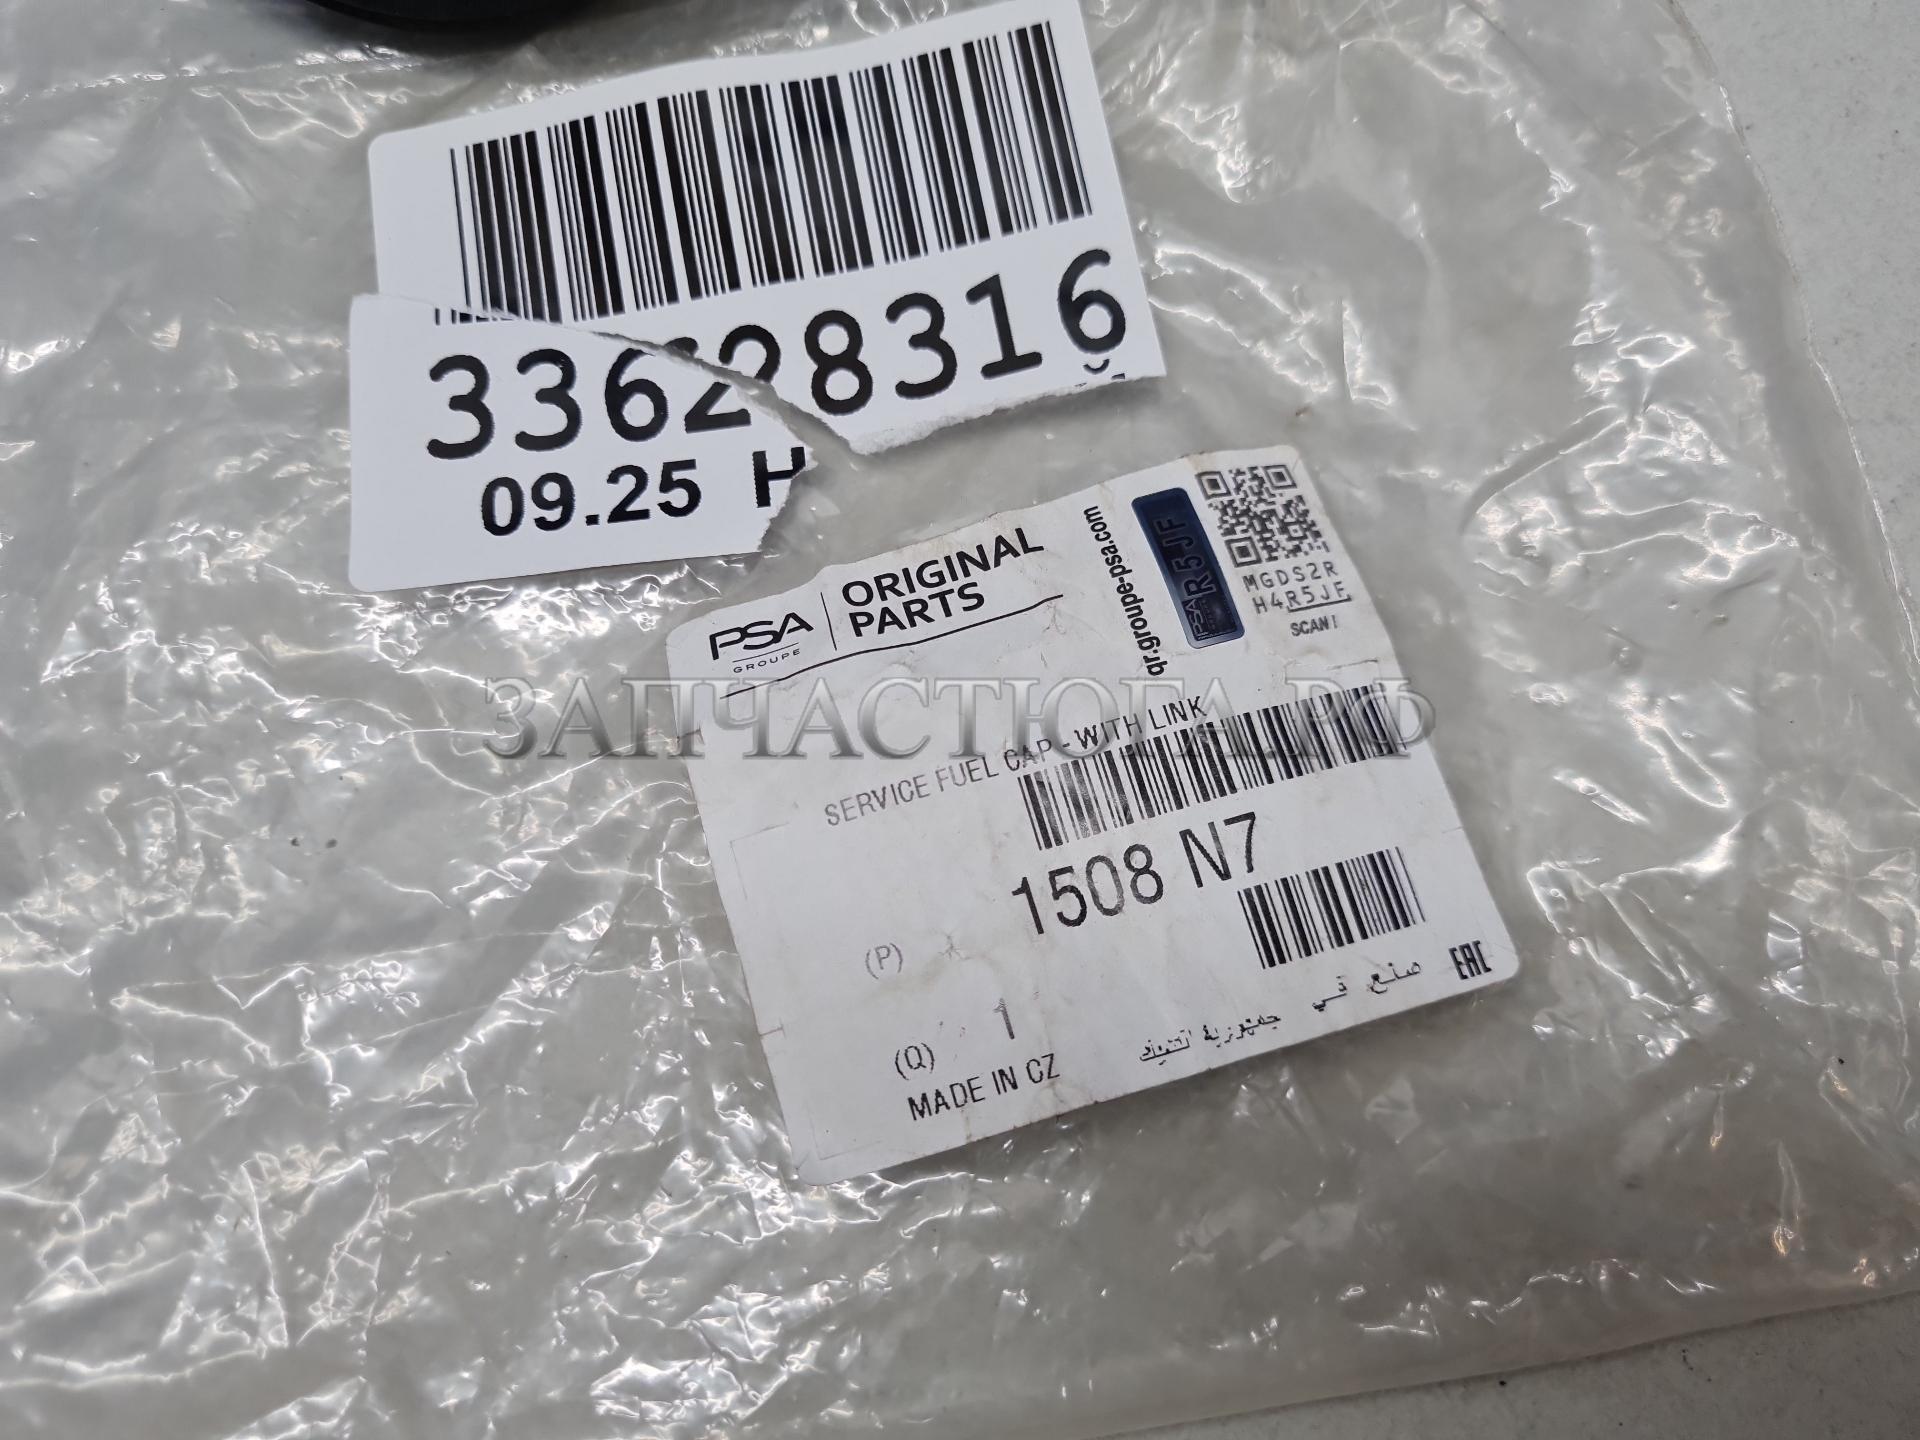 33628316
09.25 H
PSA
GROUPE
ORIGINAL
PARTS
qr.groupe-psa.com
PSA R5JF
MGDS2R
H4R5JF
SCAN!
ЗАПЧАСТЮГА.РФ
SERVICE FUEL CAP - WITH LINK
1508 N7
(P)
(Q) 1
MADE IN CZ
صنع في جمهورية التشيك
EAC